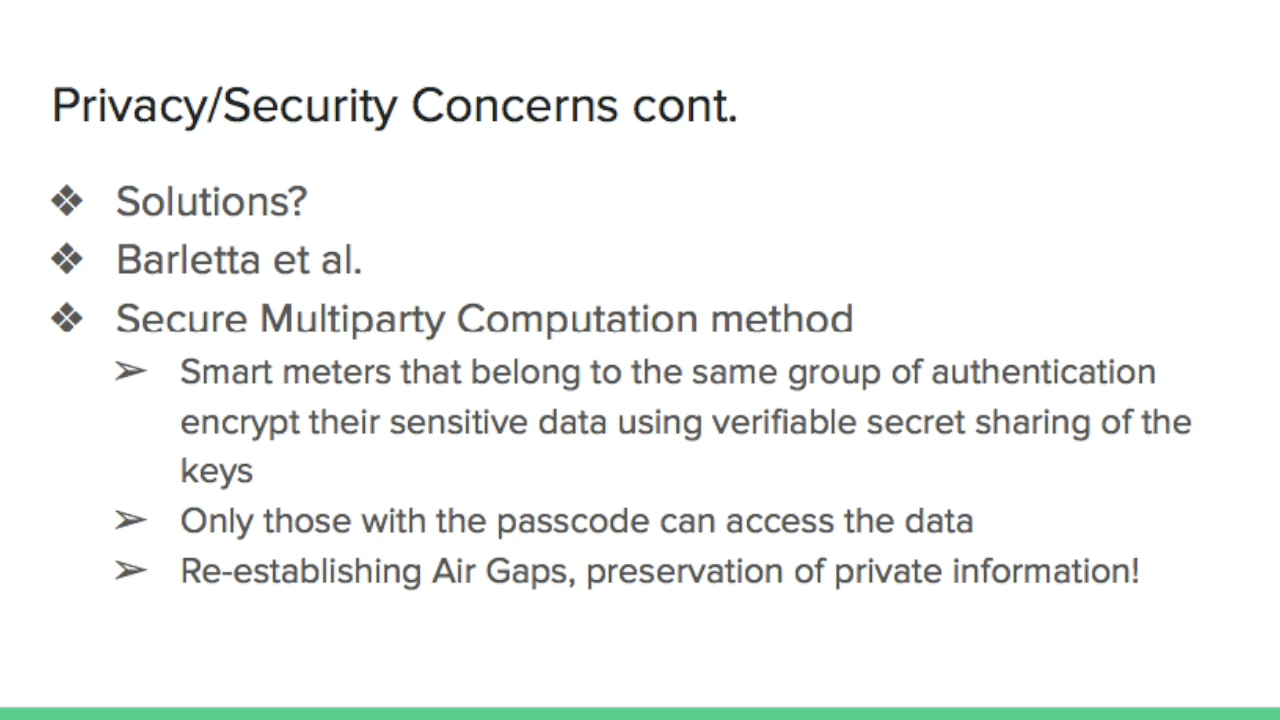 Privacy/Security Concerns cont.
❖ Solutions?
❖ Barletta et al.
❖ Secure Multiparty Computation method
➢ Smart meters that belong to the same group of authentication
encrypt their sensitive data using verifiable secret sharing of the
keys
➢ Only those with the passcode can access the data
➢ Re-establishing Air Gaps, preservation of private information!